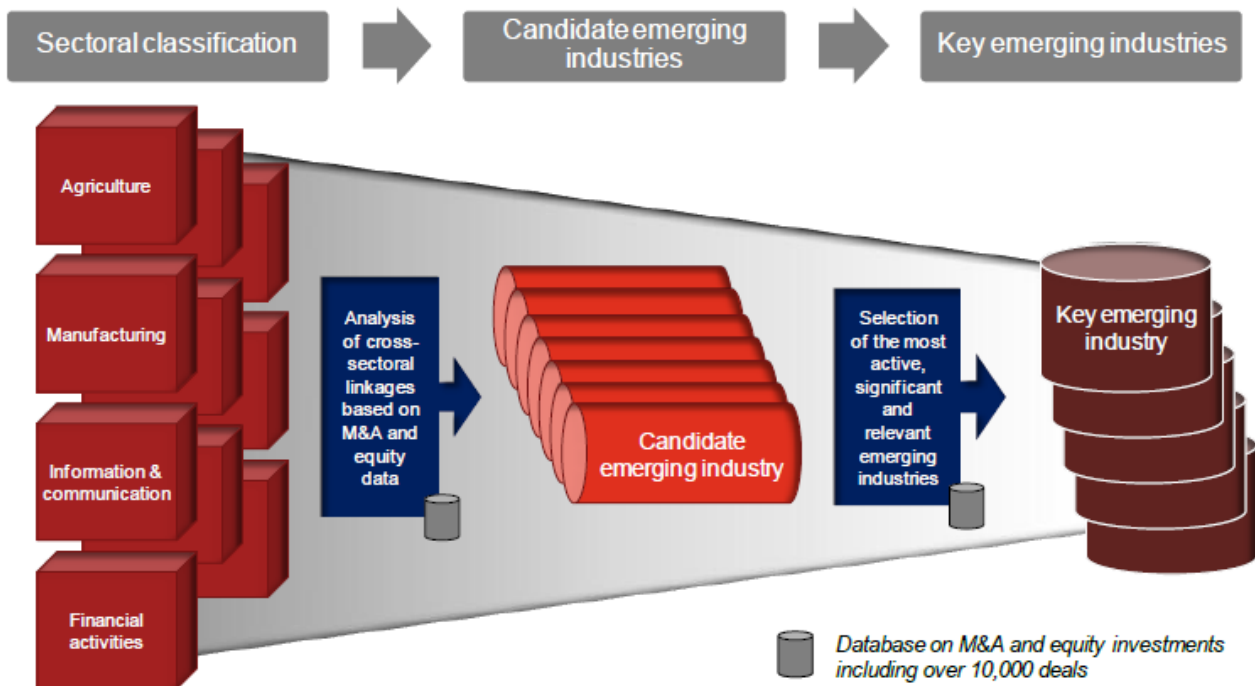 Sectoral classification
Candidate emerging
industries
Key emerging industries
Agriculture
Manufacturing
Information &
communication
Financial
activities
Analysis
of cross-
sectoral
linkages
based on
M&A and
equity
data
Candidate
emerging industry
Selection
of the most
active,
significant
and
relevant
emerging
industries
Key emerging
industry
Database on M&A and equity investments
including over 10,000 deals